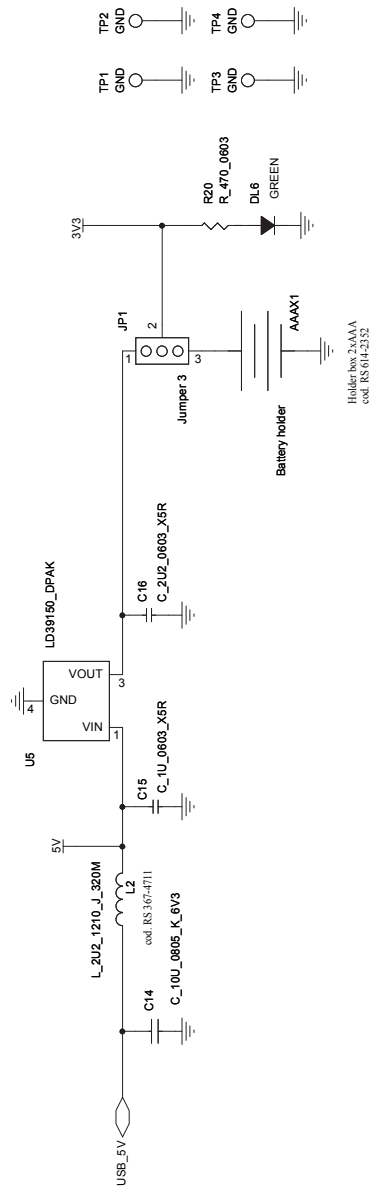 TP2
GND
TP4
GND
TP1
GND
TP3
GND
R20
R_470_0603
DL6
GREEN
3V3
JP1
2
1
3
Jumper 3
AAAX1
Battery holder
Holder box 2xAAA
cod. RS 614-2352
LD39150_DPAK
C16
C_2U2_0603_X5R
VOUT
3
GND
4
VIN
1
U5
C15
C_1U_0603_X5R
5V
L_2U2_1210_J_320M
L2
cod. RS 367-4711
C14
C_10U_0805_K_6V3
USB_5V